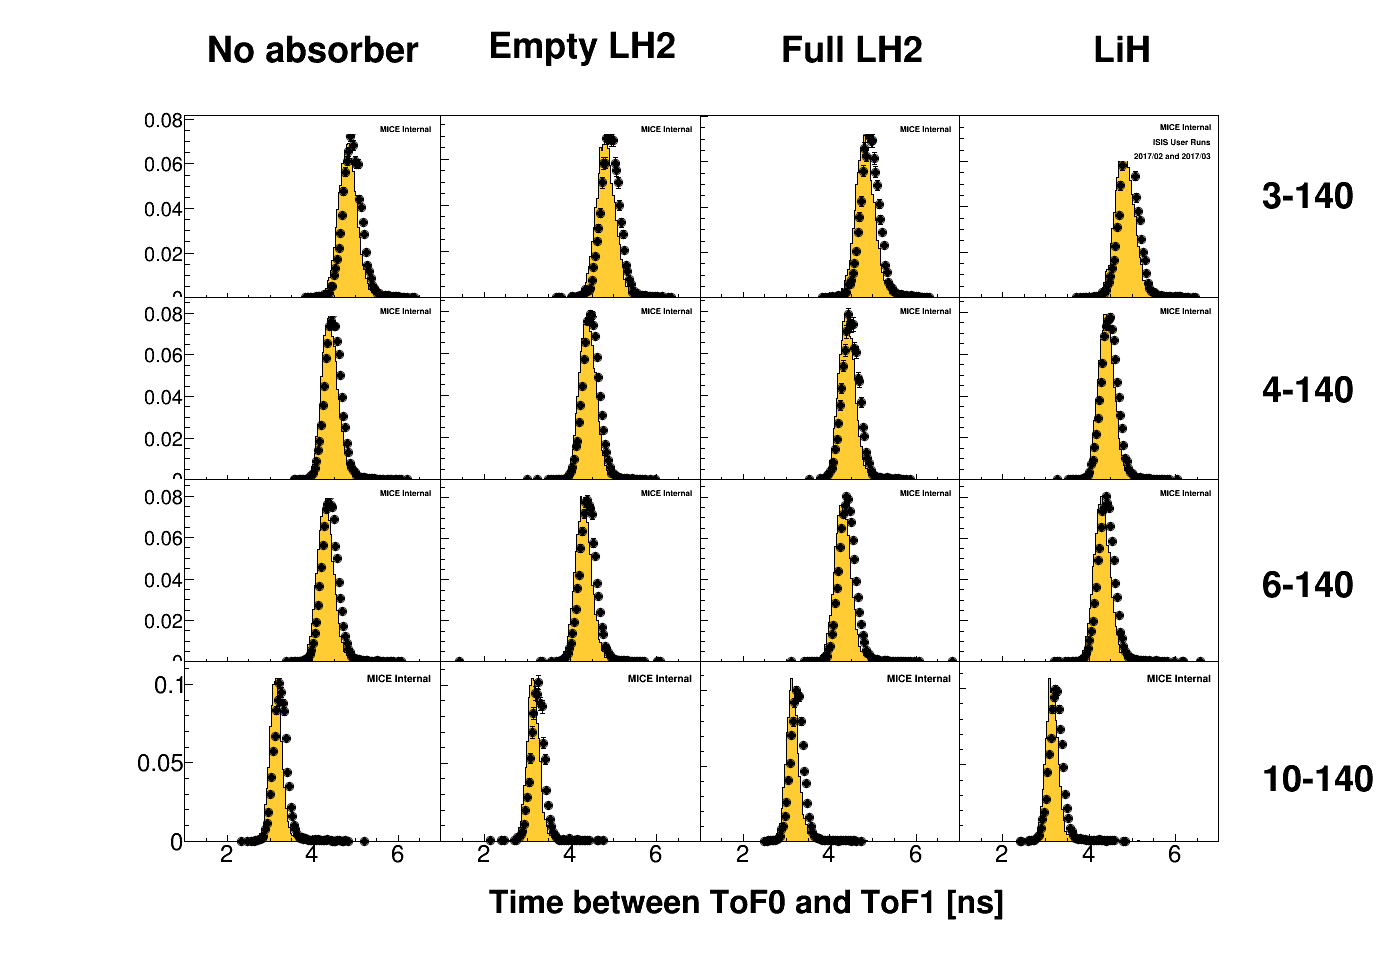 No absorber Empty LH2 Full LH2 LiH
0.08 MICE Internal MICE Internal MICE Internal MICE Internal
ISIS User Runs
2017/02 and 2017/03
0.06
3-140
0.04
0.02
0
0.08 MICE Internal MICE Internal MICE Internal MICE Internal
0.06
0.04 4-140
0.02
0
0.08 MICE Internal MICE Internal MICE Internal MICE Internal
0.06
0.04 6-140
0.02
0
0.1 MICE Internal MICE Internal MICE Internal MICE Internal
0.05 10-140
0
2 4 6 2 4 6 2 4 6 2 4 6
Time between ToF0 and ToF1 [ns]